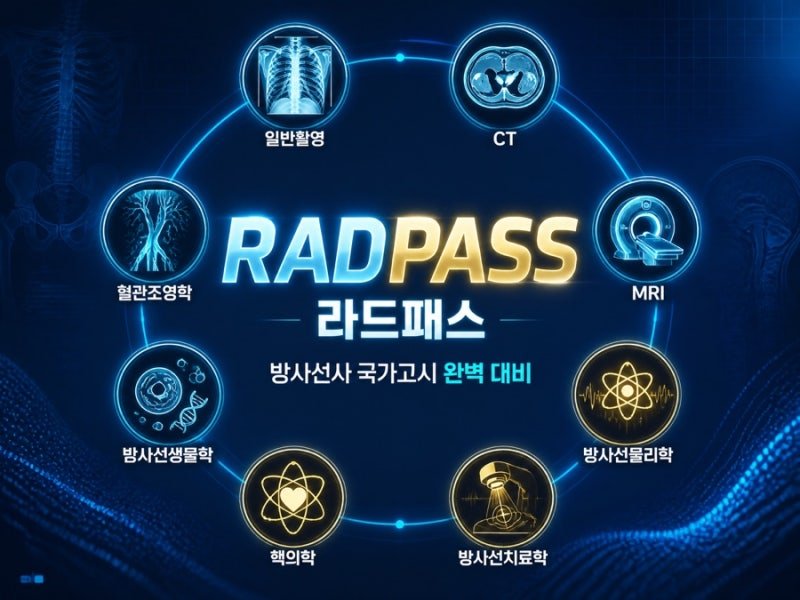 일반촬영
CT
혈관조영학
RADPASS
MRI
라드패스
방사선사 국가고시 완벽 대비
방사선생물학
방사선물리학
핵의학
방사선치료학